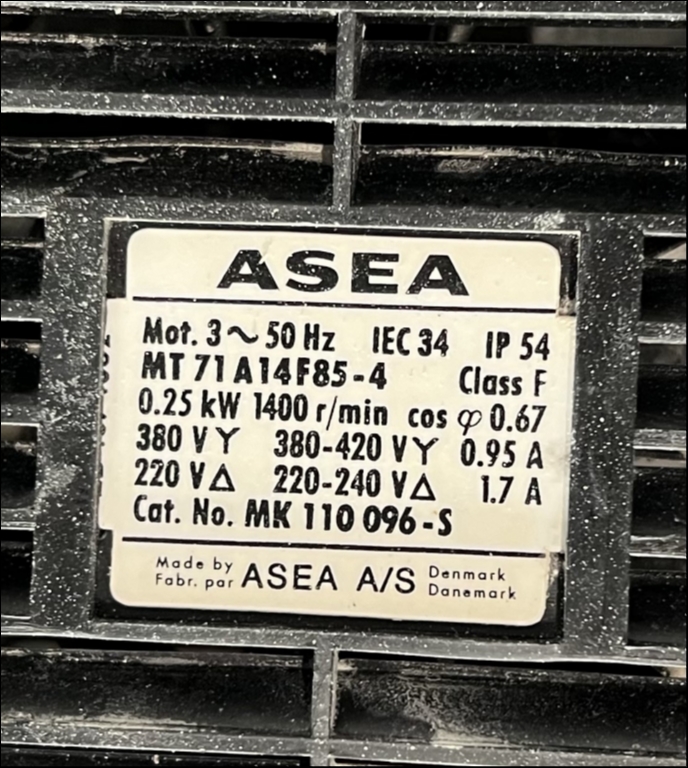 ASEA
Mot. 3~ 50 Hz IEC 34 IP 54
MT 71 A14F85-4 Class F
0.25 kW 1400 r/min cos φ 0.67
380 V Y 380-420 V Y 0.95 A
220 V Δ 220-240 V Δ 1.7 A
Cat. No. MK 110 096-S
Made by
Fabr. par
ASEA A/S
Denmark
Danemark